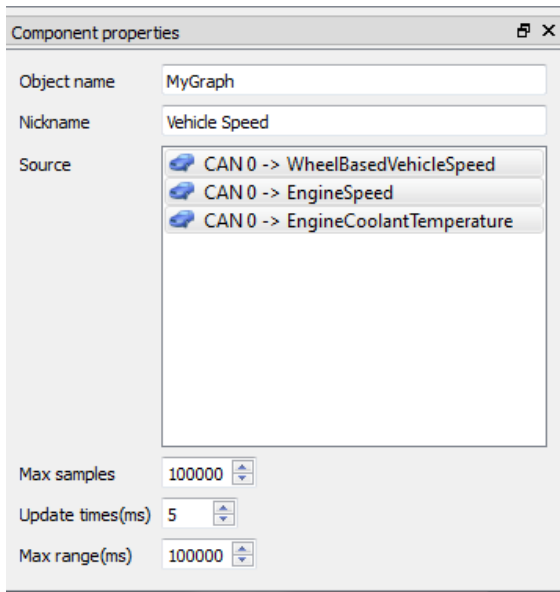 Component properties
Object name MyGraph
Nickname Vehicle Speed
Source CAN 0 -> WheelBasedVehicleSpeed
CAN 0 -> EngineSpeed
CAN 0 -> EngineCoolantTemperature
Max samples 100000
Update times(ms) 5
Max range(ms) 100000